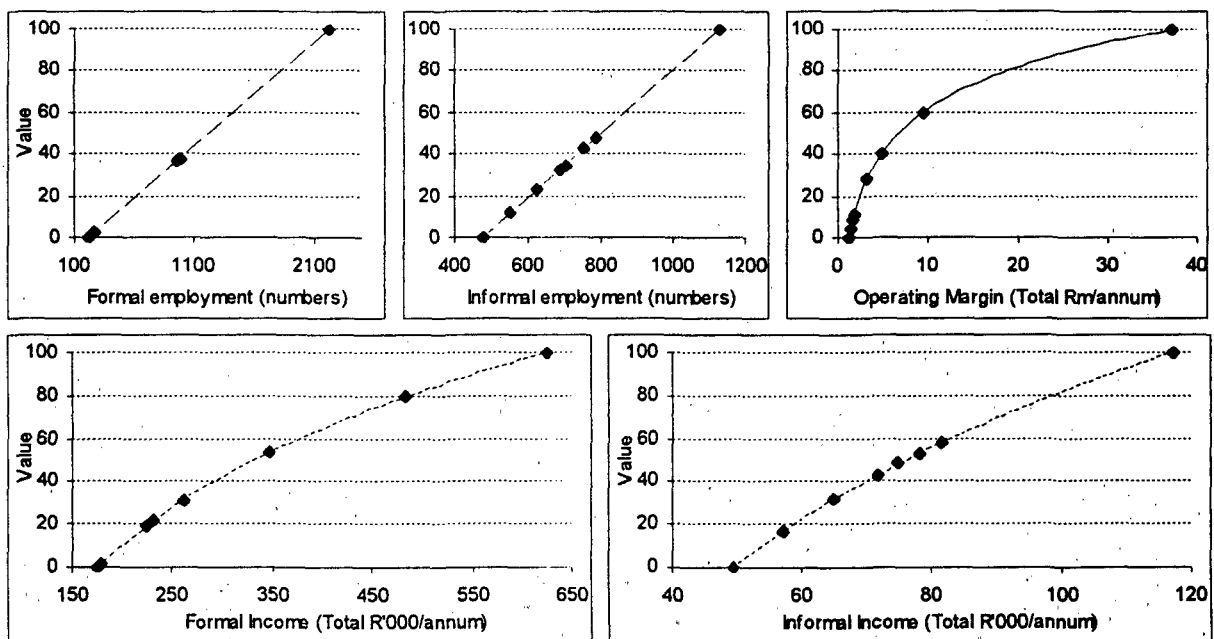 100
80
60
40
20
0
Value
100 1100 2100
Formal employment (numbers)
100
80
60
40
20
0
400 600 800 1000 1200
Informal employment (numbers)
100
80
60
40
20
0
0 10 20 30 40
Operating Margin (Total Rm/annum)
100
80
60
40
20
0
Value
150 250 350 450 550 650
Formal Income (Total R'000/annum)
100
80
60
40
20
0
Value
40 60 80 100 120
Informal Income (Total R'000/annum)